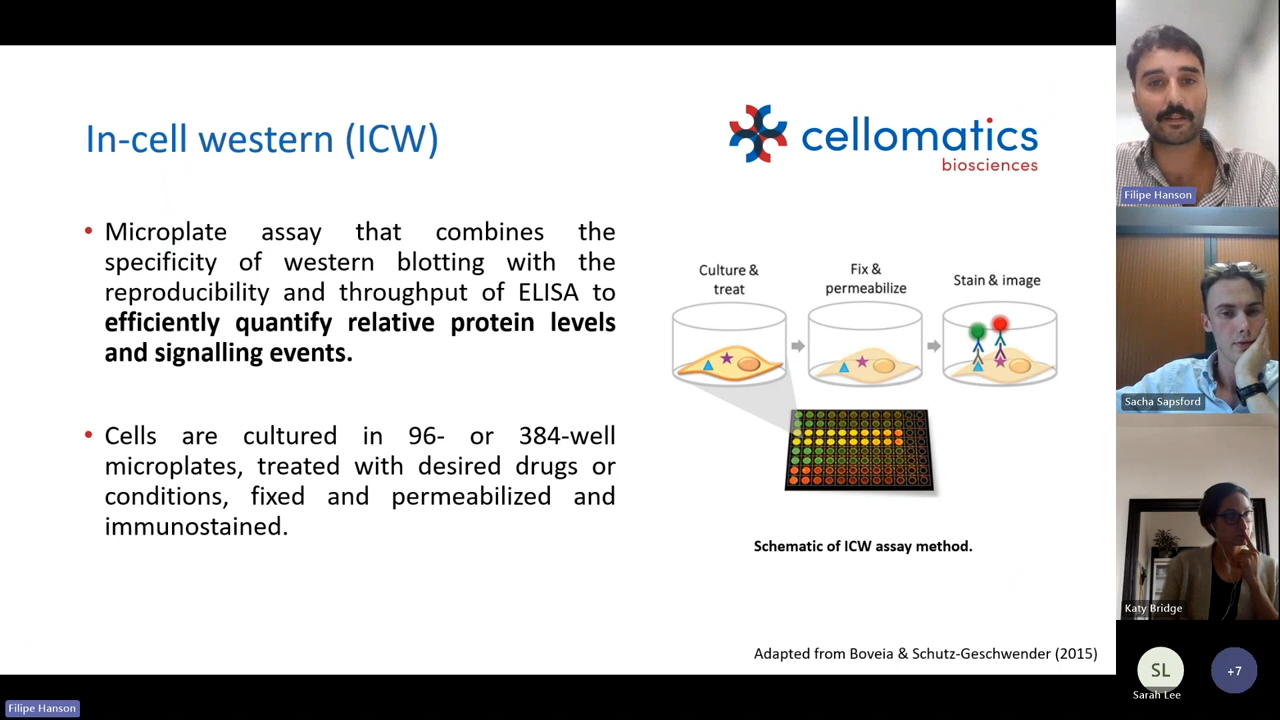 In-cell western (ICW)
cellomatics
biosciences
• Microplate assay that combines the
specificity of western blotting with the
reproducibility and throughput of ELISA to
efficiently quantify relative protein levels
and signalling events.
• Cells are cultured in 96- or 384-well
microplates, treated with desired drugs or
conditions, fixed and permeabilized and
immunostained.
Culture &
treat
Fix &
permeabilize
Stain & image
Schematic of ICW assay method.
Adapted from Boveia & Schutz-Geschwender (2015)
Filipe Hanson
Filipe Hanson
Sacha Sapsford
Katy Bridge
SL
Sarah Lee
+7